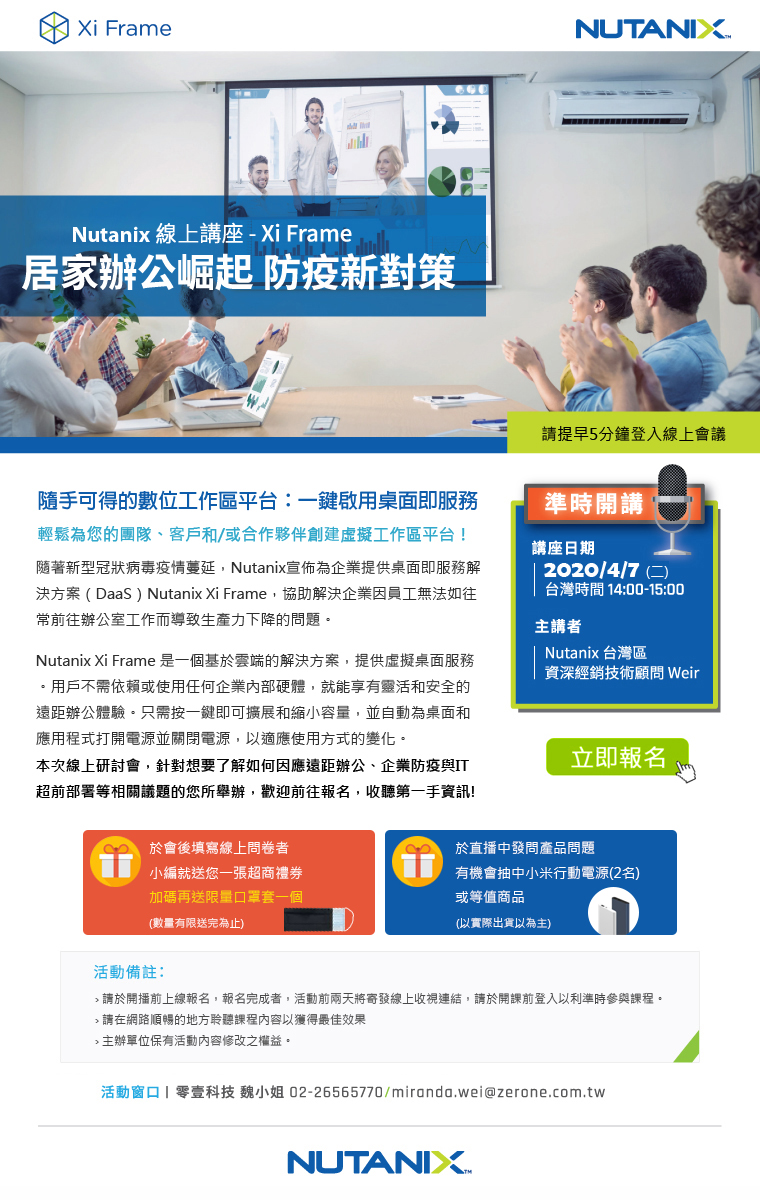 Xi Frame
NUTANIX™
Nutanix 線上講座 - Xi Frame
居家辦公崛起 防疫新對策
請提早5分鐘登入線上會議
隨手可得的數位工作區平台：一鍵啟用桌面即服務
輕鬆為您的團隊、客戶和/或合作夥伴創建虛擬工作區平台！
隨著新型冠狀病毒疫情蔓延，Nutanix宣佈為企業提供桌面即服務解
決方案（DaaS）Nutanix Xi Frame，協助解決企業因員工無法如往
常前往辦公室工作而導致生產力下降的問題。
Nutanix Xi Frame 是一個基於雲端的解決方案，提供虛擬桌面服務
。用戶不需依賴或使用任何企業內部硬體，就能享有靈活和安全的
遠距辦公體驗。只需按一鍵即可擴展和縮小容量，並自動為桌面和
應用程式打開電源並關閉電源，以適應使用方式的變化。
本次線上研討會，針對想要了解如何因應遠距辦公、企業防疫與IT
超前部署等相關議題的您所舉辦，歡迎前往報名，收聽第一手資訊!
準時開講
講座日期
2020/4/7 (二)
台灣時間 14:00-15:00
主講者
Nutanix 台灣區
資深經銷技術顧問 Weir
立即報名
於會後填寫線上問卷者
小編就送您一張超商禮券
加碼再送限量口罩套一個
(數量有限送完為止)
於直播中發問產品問題
有機會抽中小米行動電源(2名)
或等值商品
(以實際出貨以為主)
活動備註：
› 請於開播前上線報名，報名完成者，活動前兩天將寄發線上收視連結，請於開課前登入以利準時參與課程。
› 請在網路順暢的地方聆聽課程內容以獲得最佳效果
› 主辦單位保有活動內容修改之權益。
活動窗口 | 零壹科技 魏小姐 02-26565770/miranda.wei@zerone.com.tw
NUTANIX™